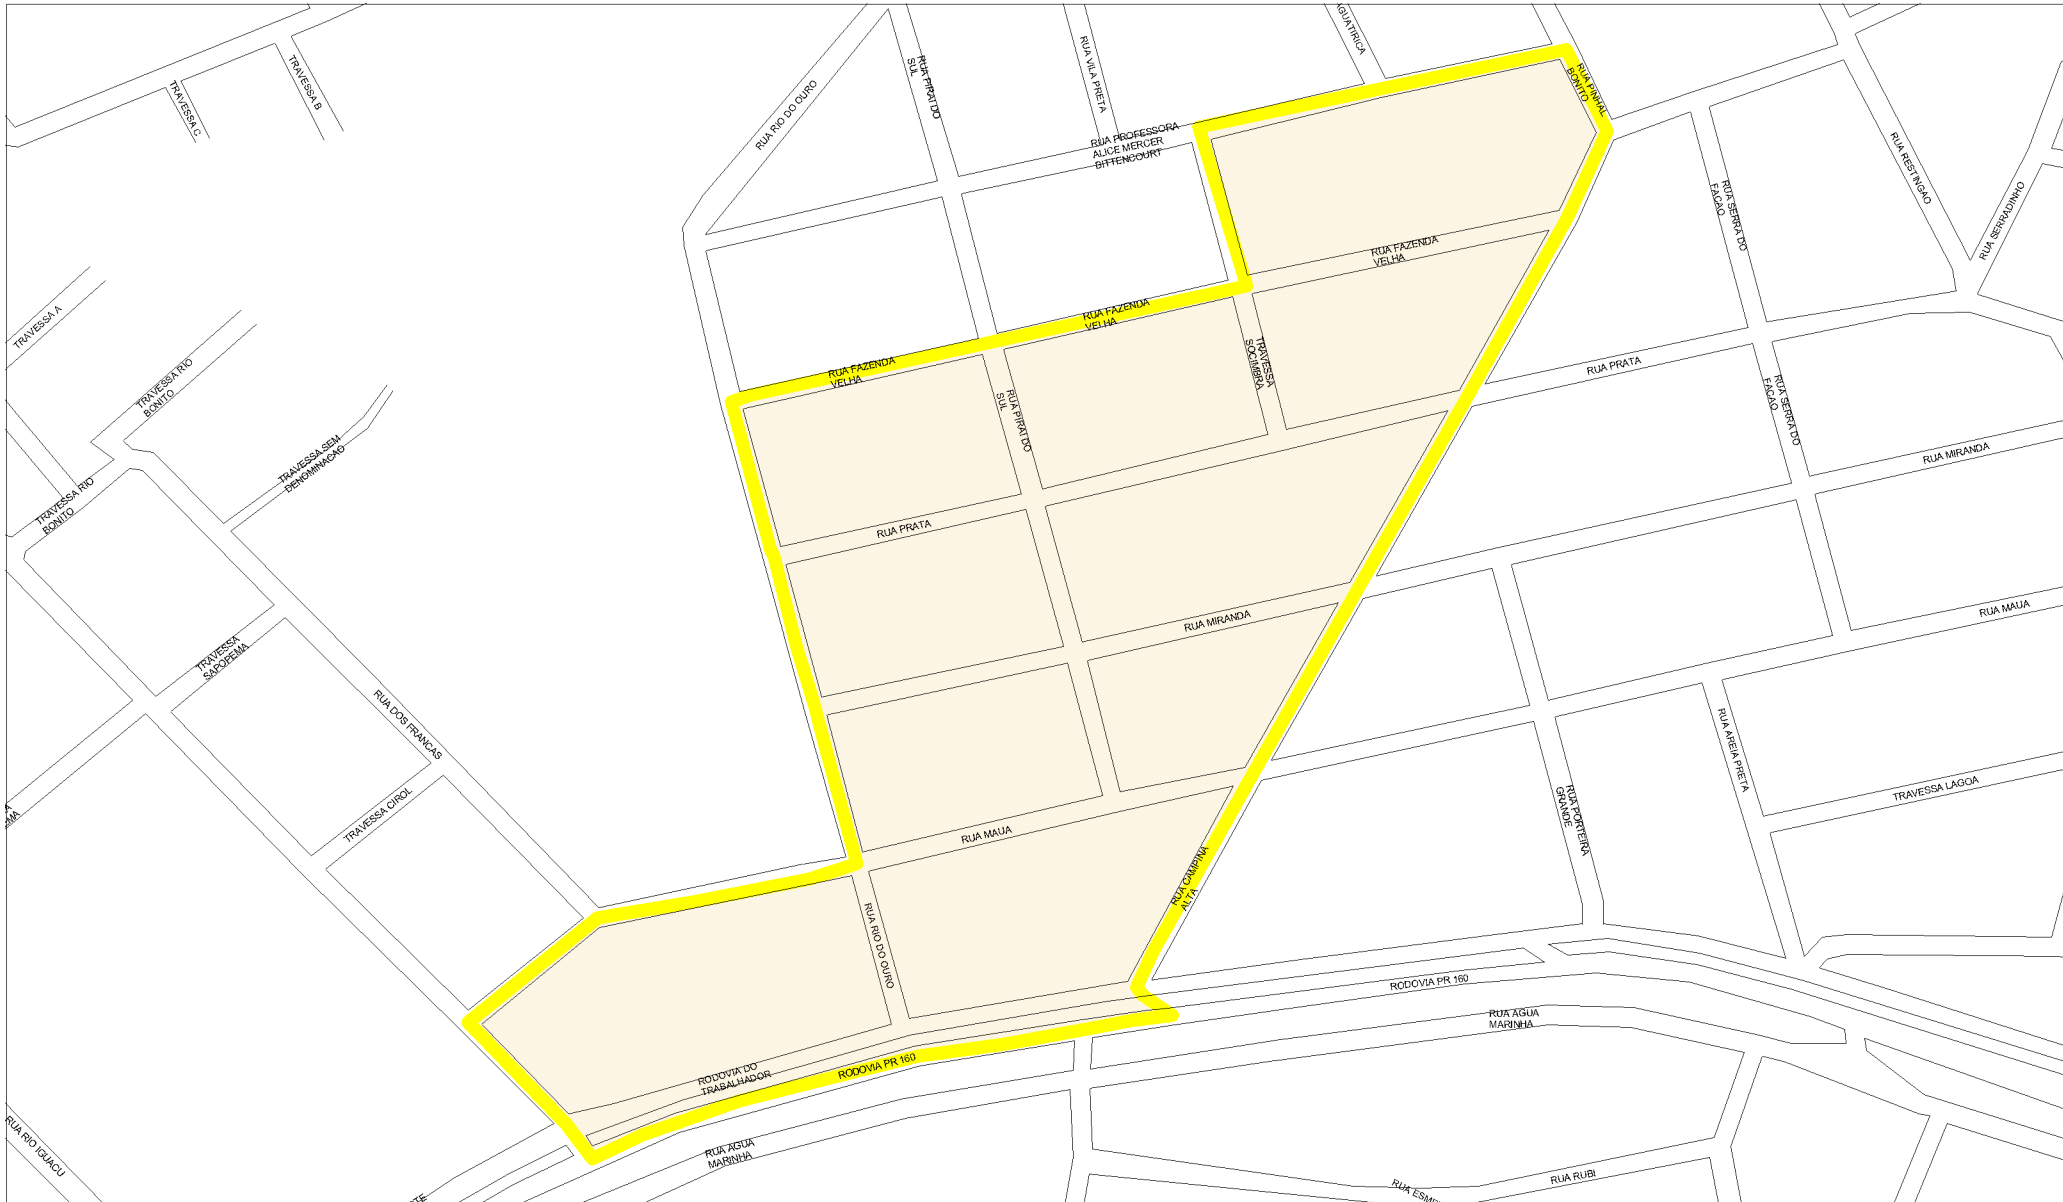 AGUATIRICA
TRAVESSA B
TRAVESSA C
RUA RIO DO OURO
RUA PIRAI DO
SUL
RUA VILA PRETA
RUA PINHAL
BONITO
RUA PROFESSORA
ALICE MERCER
BITTENCOURT
RUA RESTINGAO
RUA SERRA DO
FACAO
RUA SERRADINHO
RUA FAZENDA
VELHA
TRAVESSA A
RUA FAZENDA
VELHA
RUA FAZENDA
VELHA
TRAVESSA RIO
BONITO
TRAVESSA
SOCIMBRA
RUA PRATA
RUA SERRA DO
FACAO
RUA PIRAI DO
SUL
TRAVESSA SEM
DENOMINACAO
RUA MIRANDA
TRAVESSA RIO
BONITO
RUA PRATA
RUA MIRANDA
RUA MAUA
TRAVESSA
SAPOPEMA
RUA DOS FRANCAS
RUA AREIA PRETA
TRAVESSA LAGOA
TRAVESSA CIROL
RUA PORTEIRA
GRANDE
RUA MAUA
RUA CAMPINA
ALTA
RUA RIO DO OURO
RODOVIA PR 160
RUA AGUA
MARINHA
RODOVIA PR 160
RODOVIA DO
TRABALHADOR
RUA RIO IGUACU
RUA AGUA
MARINHA
RUA RUBI
RUA ESME